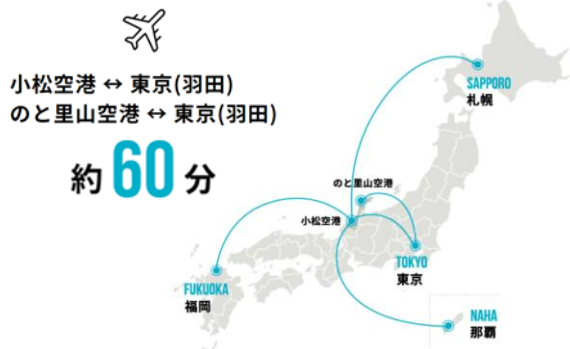 小松空港 ↔ 東京(羽田)
のと里山空港 ↔ 東京(羽田)
約60分
SAPPORO
札幌
のと里山空港
小松空港
TOKYO
東京
FUKUOKA
福岡
NAHA
那覇